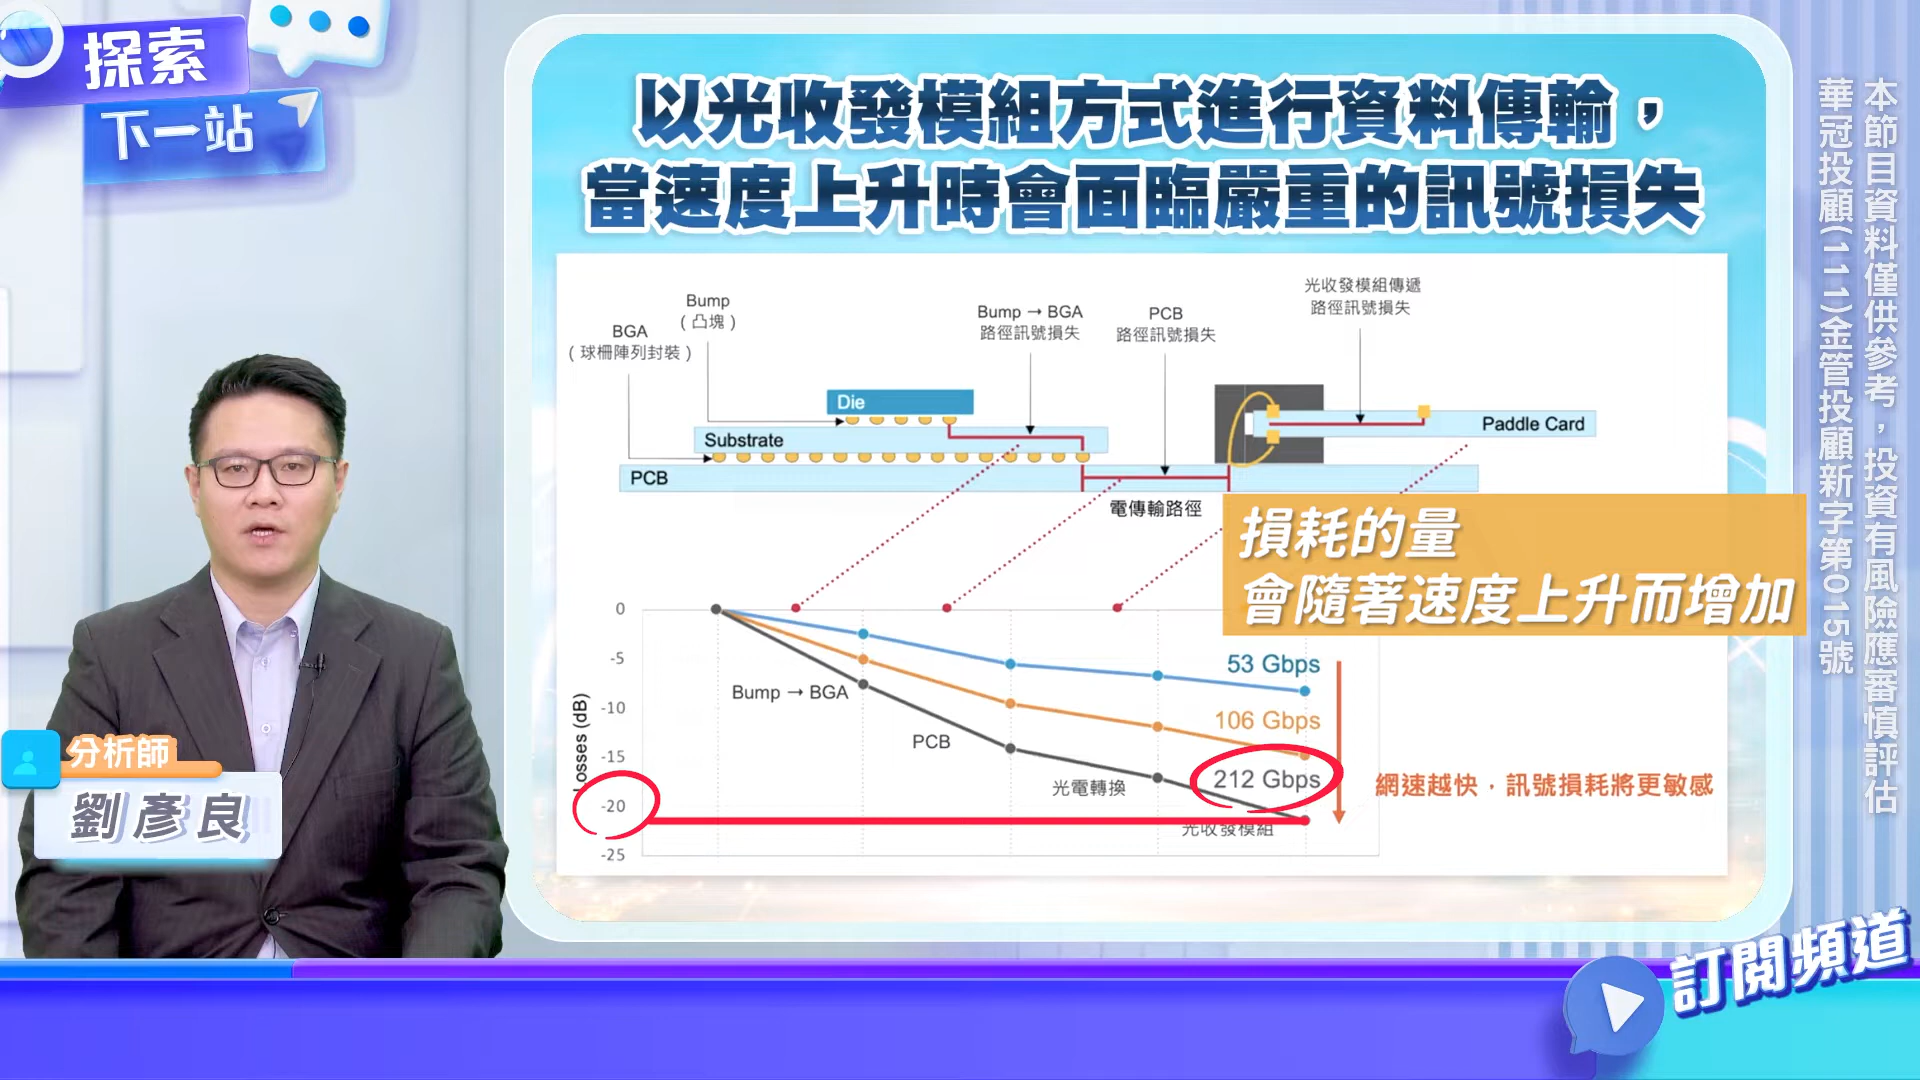 探索
下一站
以光收發模組方式進行資料傳輸，
當速度上升時會面臨嚴重的訊號損失
本節目資料僅供參考，投資有風險應審慎評估
華冠投顧(111)金管投顧新字第015號
BGA
(球柵陣列封裝)
Bump
(凸塊)
Bump → BGA
路徑訊號損失
PCB
路徑訊號損失
光收發模組傳遞
路徑訊號損失
Die
Substrate
PCB
Paddle Card
電傳輸路徑
損耗的量
會隨著速度上升而增加
Losses (dB)
0
-5
-10
-15
-20
-25
Bump → BGA
PCB
光電轉換
光收發模組
53 Gbps
106 Gbps
212 Gbps
網速越快，訊號損耗將更敏感
分析師
劉彥良
訂閱頻道